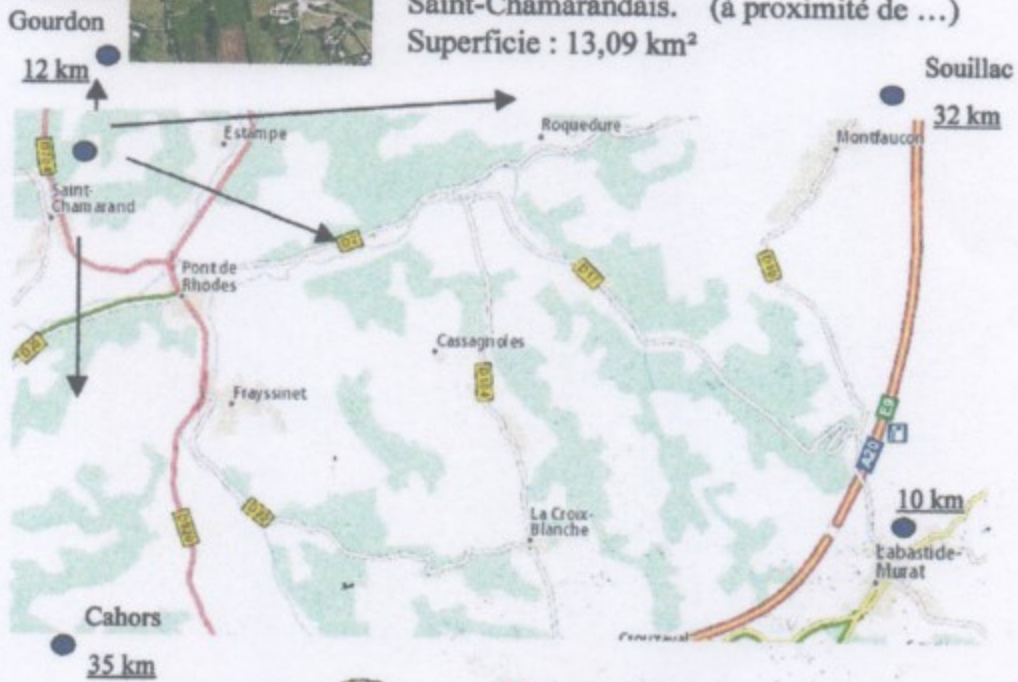 Saint-Chamarandais. (à proximité de ...)
Superficie : 13,09 km²
Gourdon
12 km
Souillac
32 km
Estampe
Roquedure
Montfaucon
Saint-
Chamarand
D2
Pont de
Rhodes
D17
Cassagnoles
Frayssinet
E9
A20
10 km
La Croix-
Blanche
Labastide-
Murat
Cahors
35 km